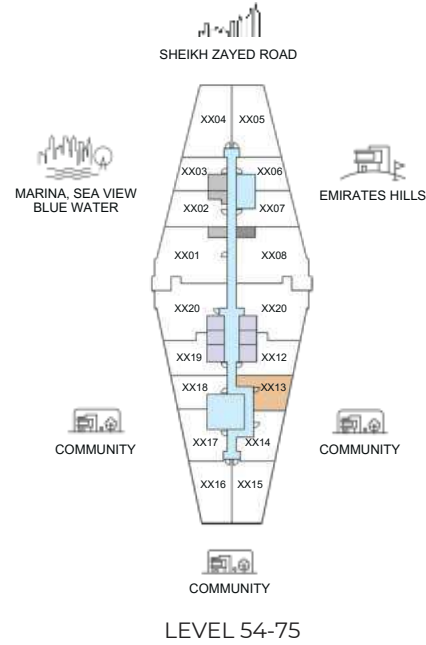 SHEIKH ZAYED ROAD
XX04 XX05
XX03 XX06
MARINA, SEA VIEW
BLUE WATER
EMIRATES HILLS
XX02 XX07
XX01 XX08
XX20 XX20
XX19 XX12
XX18 XX13
COMMUNITY
XX17 XX14
COMMUNITY
XX16 XX15
COMMUNITY
LEVEL 54-75